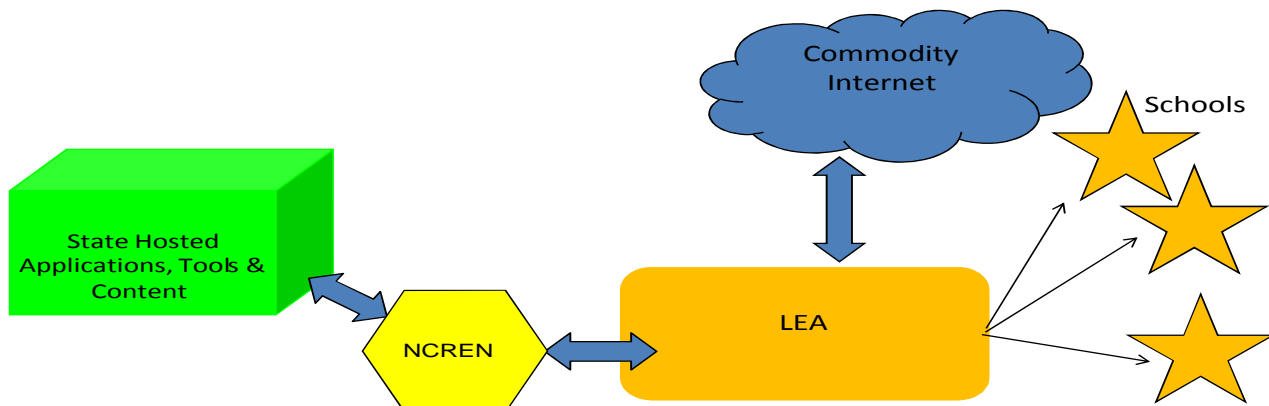 Commodity
Internet
Schools
State Hosted
Applications, Tools &
Content
LEA
NCREN